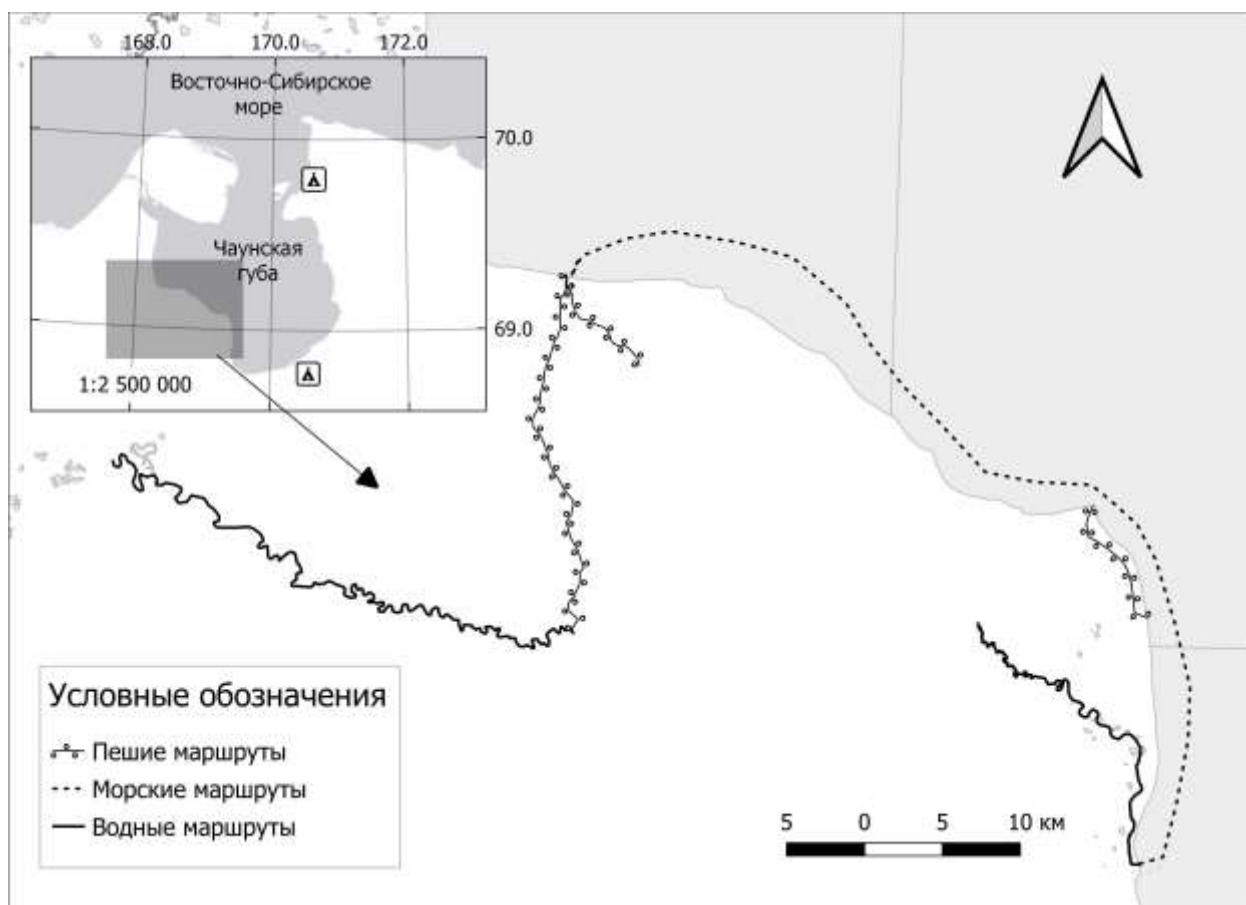 168.0 170.0 172.0
Восточно-Сибирское
море
70.0
Чаунская
губа
69.0
1:2 500 000
Условные обозначения
Пешие маршруты
Морские маршруты
Водные маршруты
5 0 5 10 км